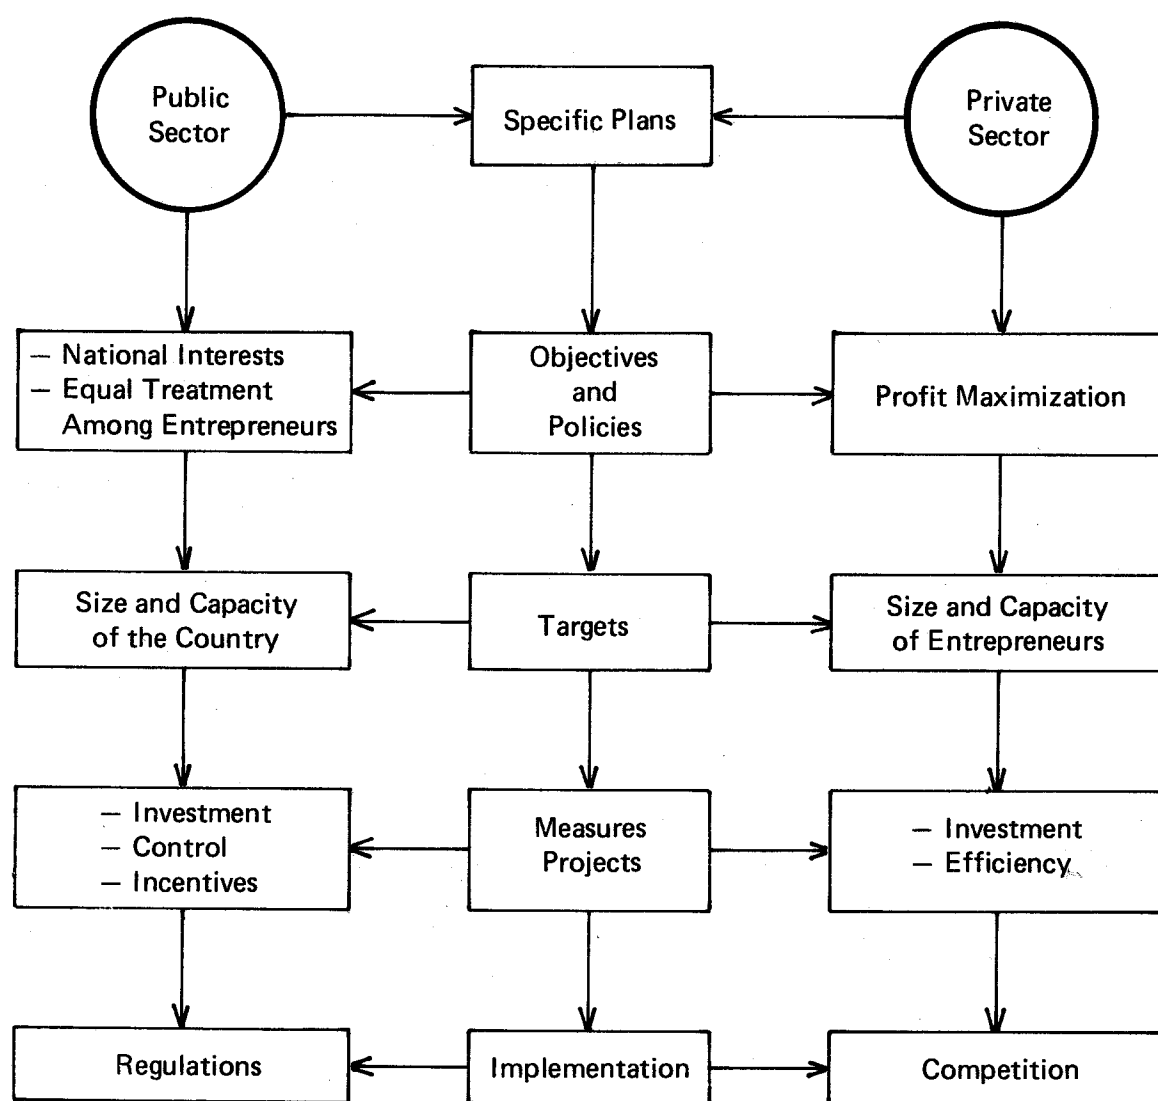 Public
Sector
Specific Plans
Private
Sector
— National Interests
— Equal Treatment
Among Entrepreneurs
Objectives
and
Policies
Profit Maximization
Size and Capacity
of the Country
Targets
Size and Capacity
of Entrepreneurs
— Investment
— Control
— Incentives
Measures
Projects
— Investment
— Efficiency
Regulations
Implementation
Competition